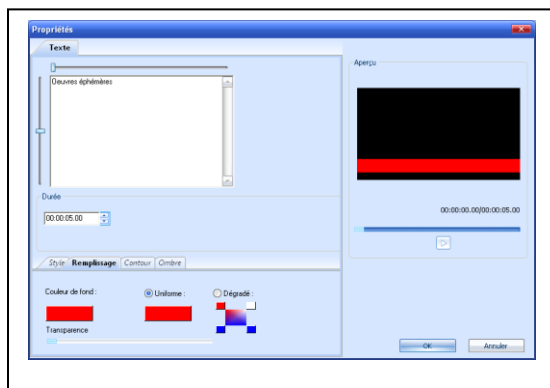 Propriétés
Texte
Oeuvres éphémères
Durée
00:00:05.00
Style Remplissage Contour Ombre
Couleur de fond :
Uniforme :
Dégradé :
Transparence
Aperçu
00:00:00.00/00:00:05.00
OK
Annuler